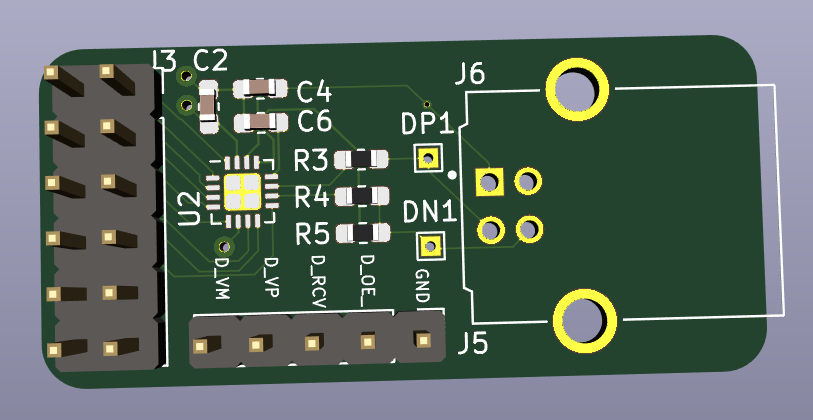 J3
C2
C4
C6
J6
DP1
R3
R4
U2
DN1
R5
D_VM
D_VP
D_RCV
D_OE_
GND
J5